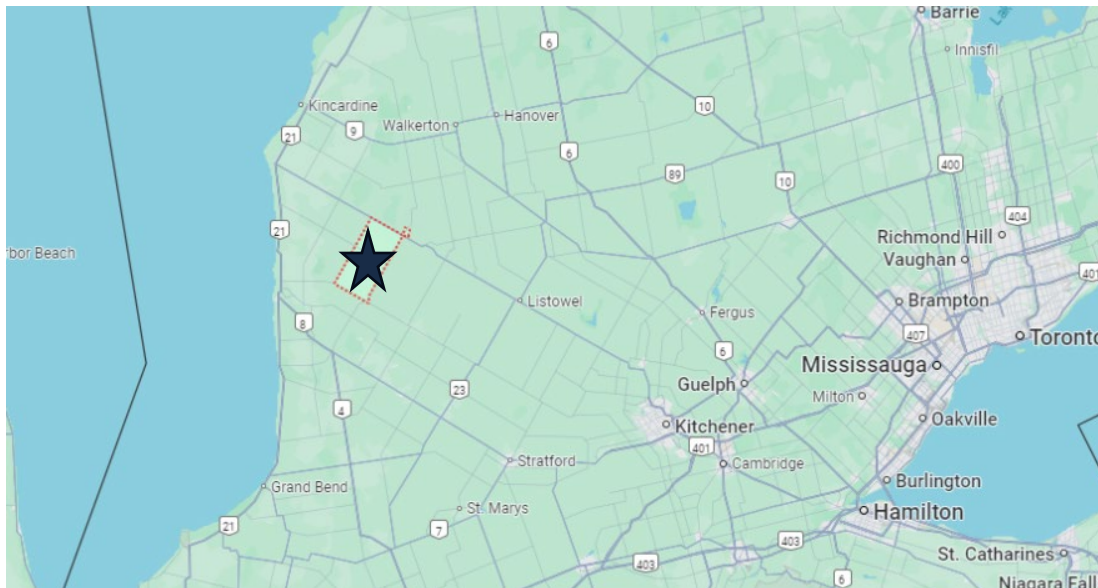 Barrie
6
Innisfil
Kincardine
Hanover
Walkerton
10
21
9
6
400
89
10
404
21
Richmond Hill
Vaughan
rbor Beach
401
Listowel
Brampton
Fergus
8
407
Toronto
6
Mississauga
Guelph
23
Milton
4
Oakville
Kitchener
401
Stratford
Cambridge
Burlington
Grand Bend
St. Marys
Hamilton
21
7
403
St. Catharines
403
6
Niagara Fall